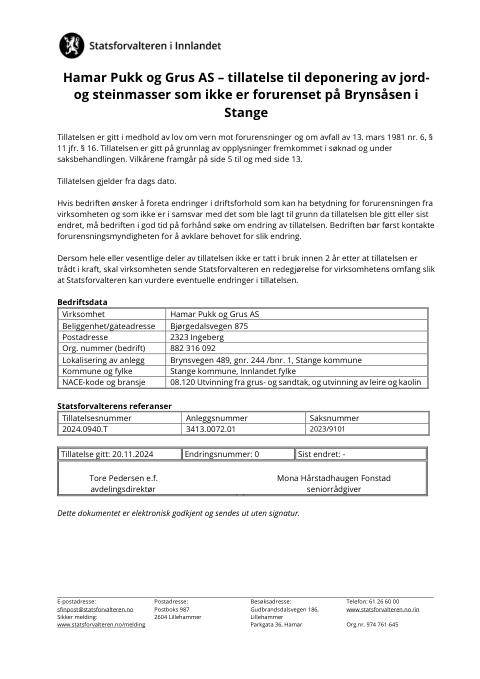 Statsforvalteren i Innlandet
Hamar Pukk og Grus AS – tillatelse til deponering av jord-
og steinmasser som ikke er forurenset på Brynsåsen i
Stange
Tillatelsen er gitt i medhold av lov om vern mot forurensninger og om avfall av 13. mars 1981 nr. 6, §
11 jfr. § 16. Tillatelsen er gitt på grunnlag av opplysninger fremkommet i søknad og under
saksbehandlingen. Vilkårene framgår på side 5 til og med side 13.
Tillatelsen gjelder fra dags dato.
Hvis bedriften ønsker å foreta endringer i driftsforhold som kan ha betydning for forurensningen fra
virksomheten og som ikke er i samsvar med det som ble lagt til grunn da tillatelsen ble gitt eller sist
endret, må bedriften i god tid på forhånd søke om endring av tillatelsen. Bedriften bør først kontakte
forurensningsmyndigheten for å avklare behovet for slik endring.
Dersom hele eller vesentlige deler av tillatelsen ikke er tatt i bruk innen 2 år etter at tillatelsen er
trådt i kraft, skal virksomheten sende Statsforvalteren en redegjørelse for virksomhetens omfang slik
at Statsforvalteren kan vurdere eventuelle endringer i tillatelsen.
Bedriftsdata
Virksomhet Hamar Pukk og Grus AS
Beliggenhet/gateadresse Bjørgedalsvegen 875
Postadresse 2323 Ingeberg
Org. nummer (bedrift) 882 316 092
Lokalisering av anlegg Brynsvegen 489, gnr. 244 /bnr. 1, Stange kommune
Kommune og fylke Stange kommune, Innlandet fylke
NACE-kode og bransje 08.120 Utvinning fra grus- og sandtak, og utvinning av leire og kaolin
Statsforvalterens referanser
Tillatelsesnummer Anleggsnummer Saksnummer
2024.0940.T 3413.0072.01 2023/9101
Tillatelse gitt: 20.11.2024 Endringsnummer: 0 Sist endret: -
Tore Pedersen e.f. Mona Hårstadhaugen Fonstad
avdelingsdirektør seniorrådgiver
Dette dokumentet er elektronisk godkjent og sendes ut uten signatur.
E-postadresse: Postadresse: Besøksadresse: Telefon: 61 26 60 00
sfinpost@statsforvalteren.no Postboks 987 Gudbrandsdalsvegen 186, www.statsforvalteren.no/in
Sikker melding: 2604 Lillehammer Lillehammer
www.statsforvalteren.no/melding Parkgata 36, Hamar Org.nr. 974 761 645